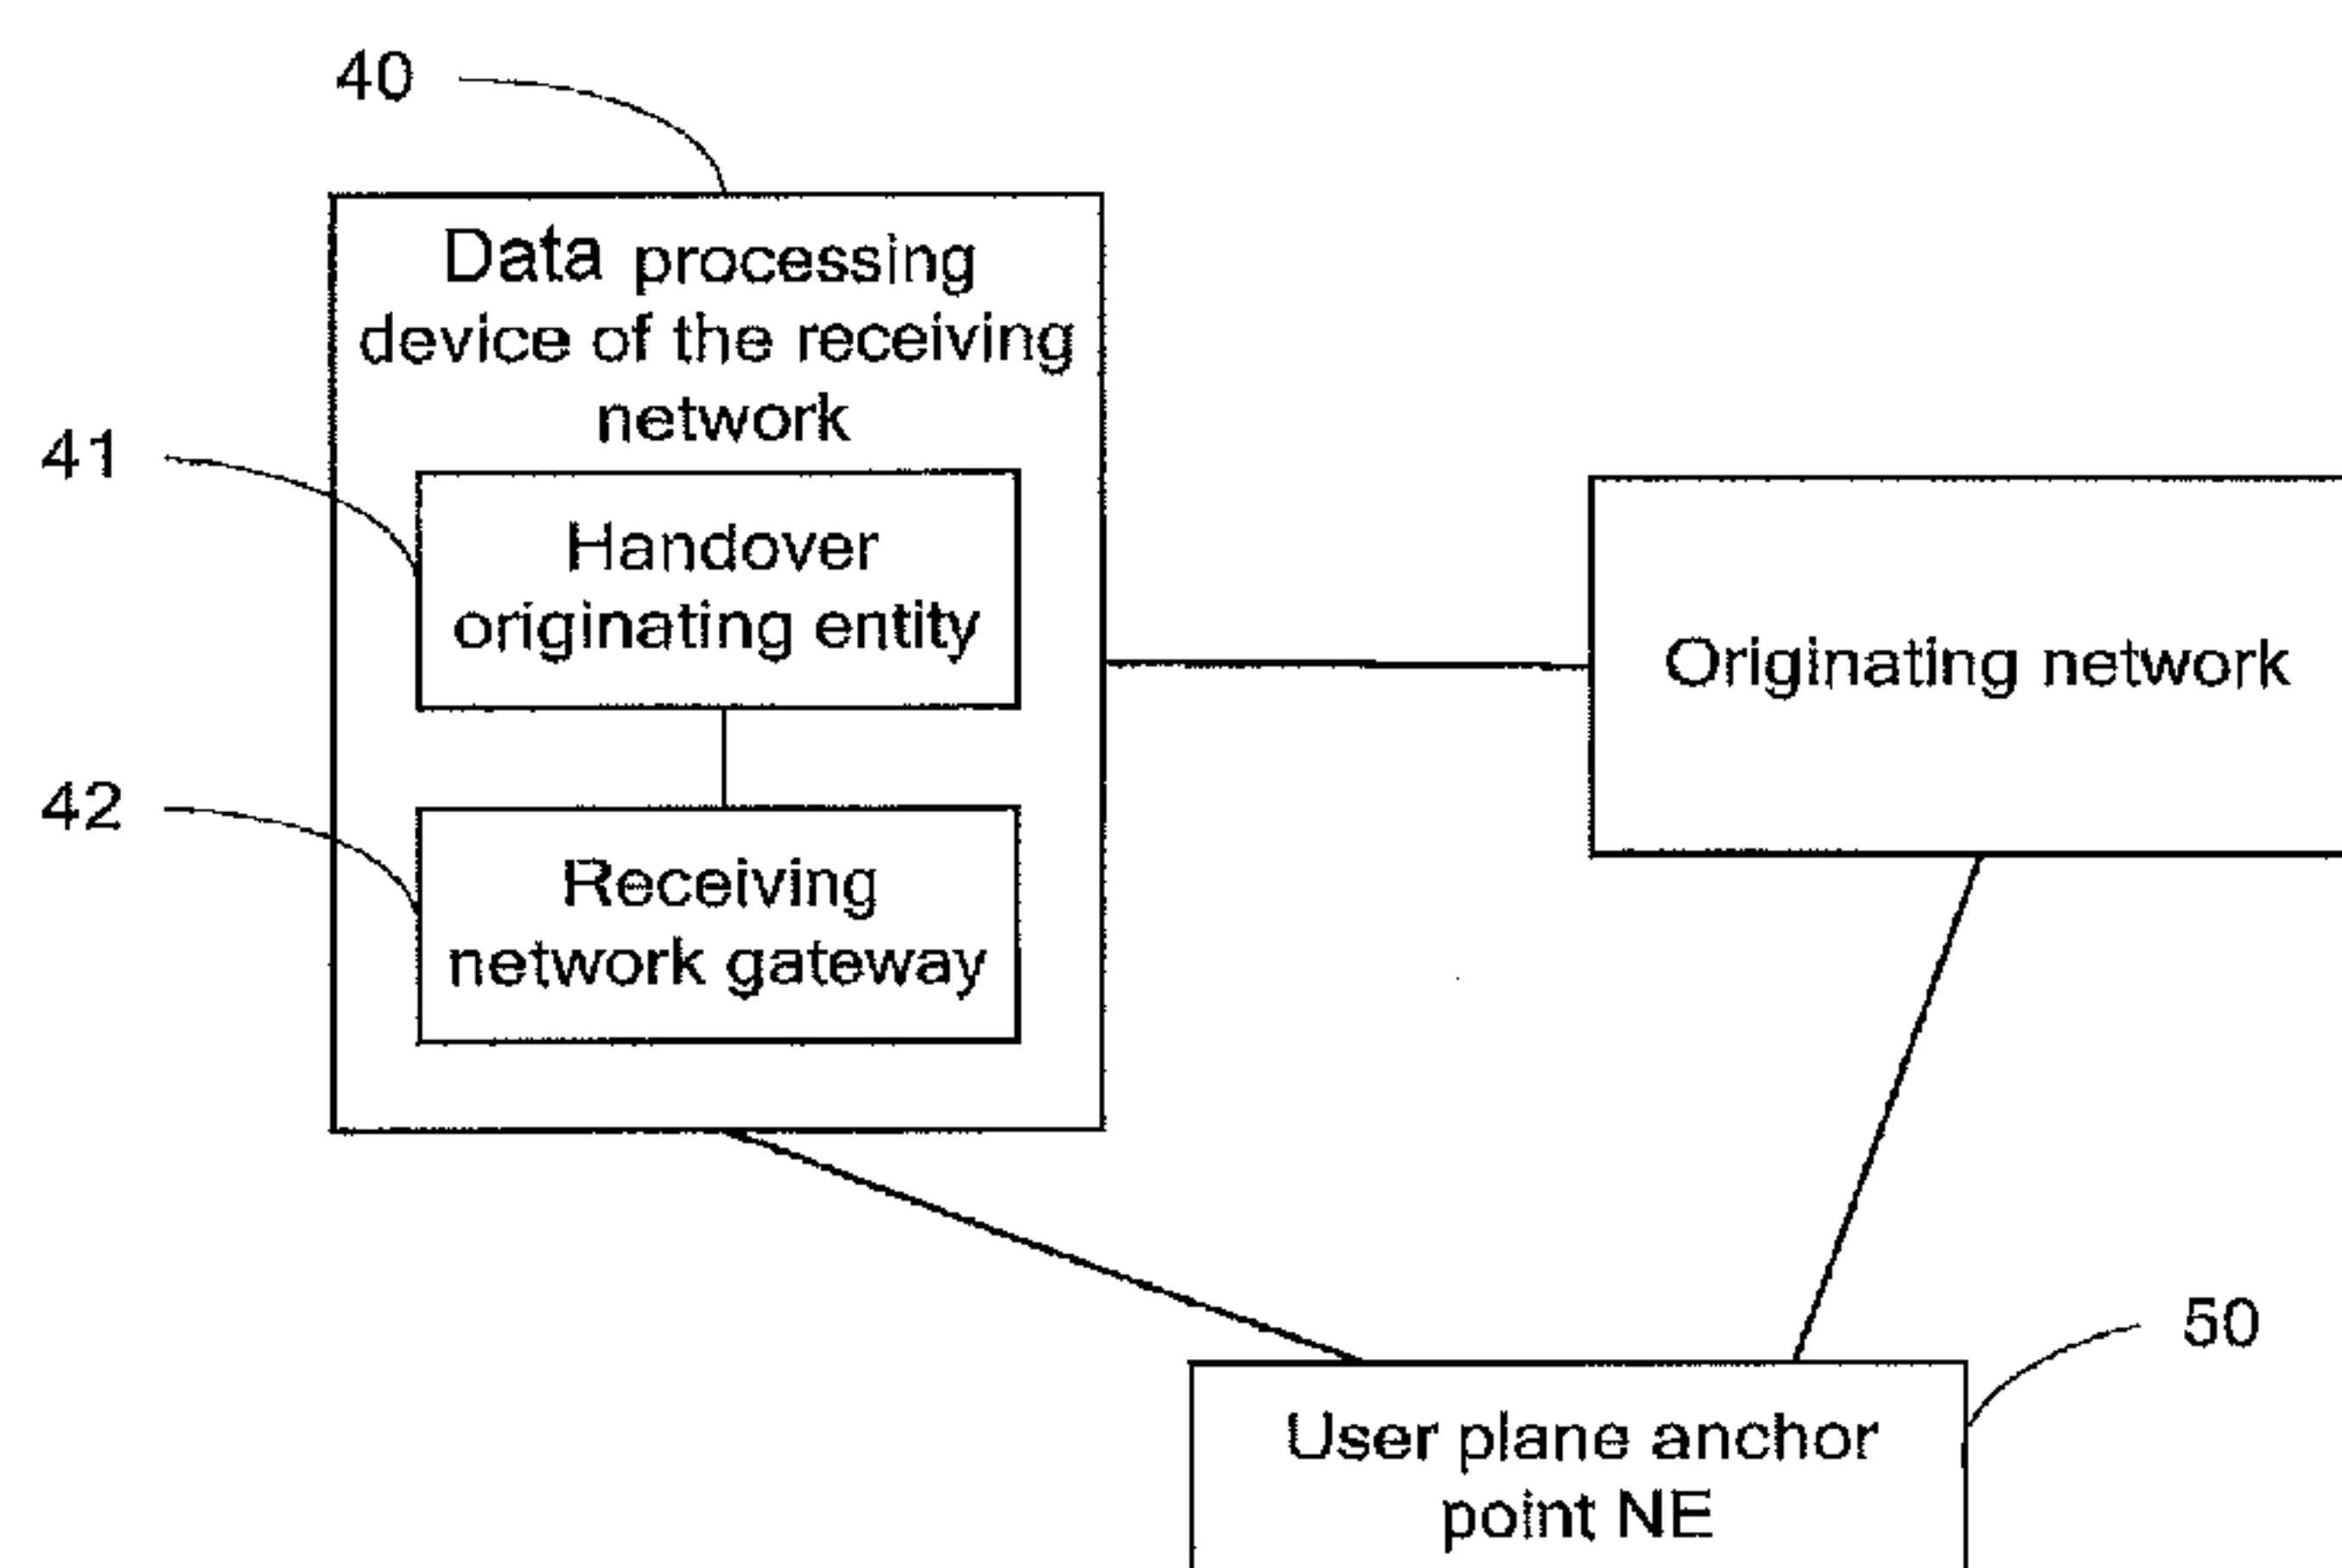 40
Data processing
device of the receiving
network
41
Handover
originating entity
Originating network
42
Receiving
network gateway
50
User plane anchor
point NE